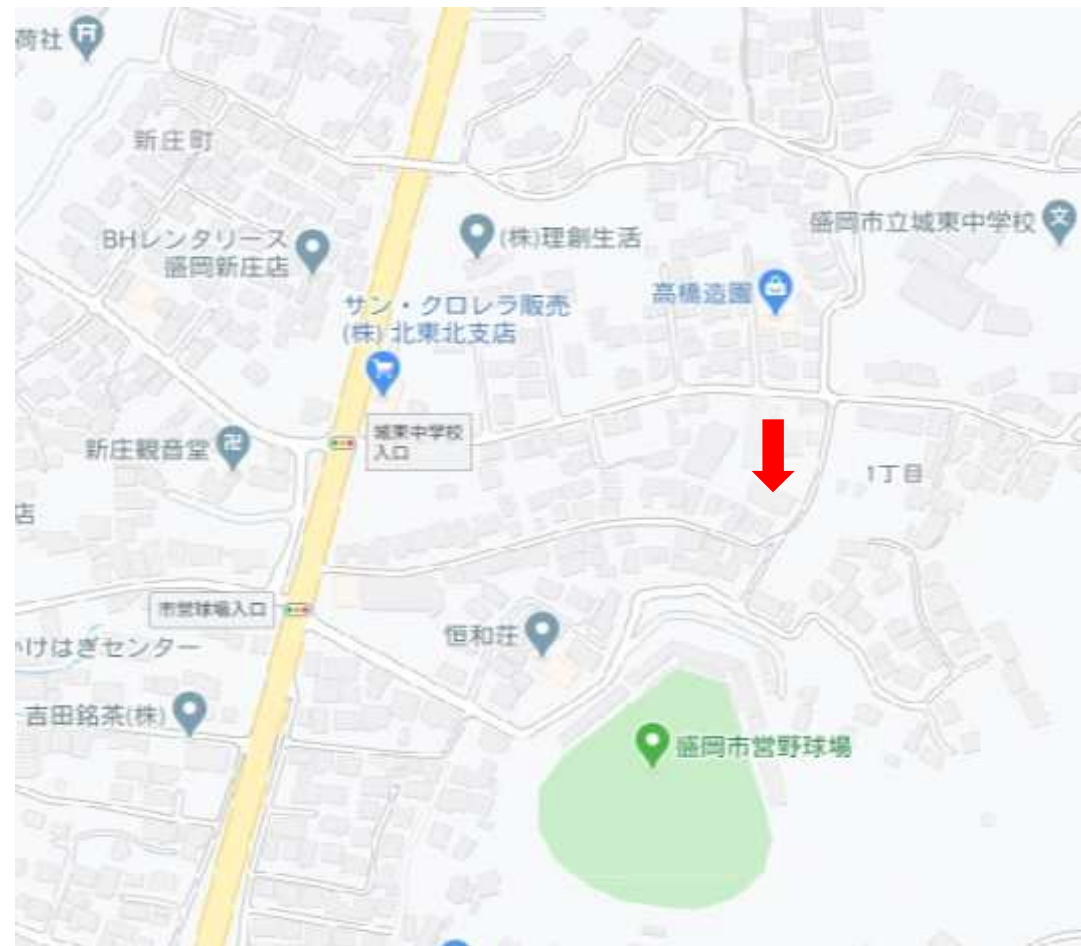 荷社
新庄町
BHレンタリース
盛岡新庄店
(株)理創生活
盛岡市立城東中学校
文
高橋造園
サン・クロレラ販売
(株) 北東北支店
城東中学校
入口
新庄観音堂
卍
1丁目
店
市営球場入口
恒和荘
かけはぎセンター
吉田銘茶(株)
盛岡市営野球場